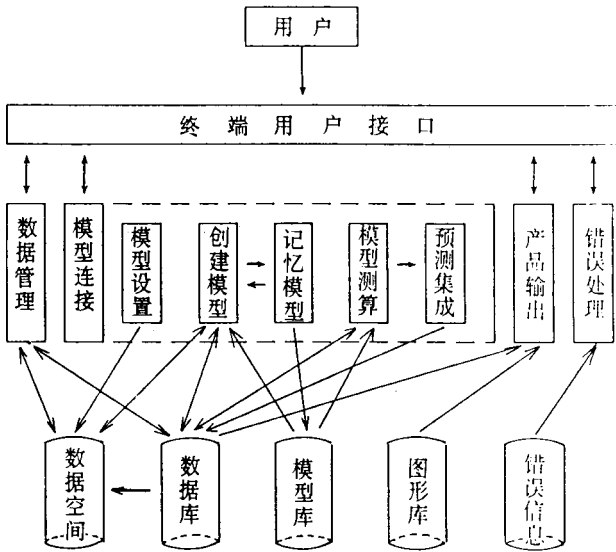 用户
终端用户接口
数据管理
模型连接
模型设置
创建模型
记忆模型
模型测算
预测集成
产品输出
错误处理
数据空间
数据库
模型库
图形库
错误信息